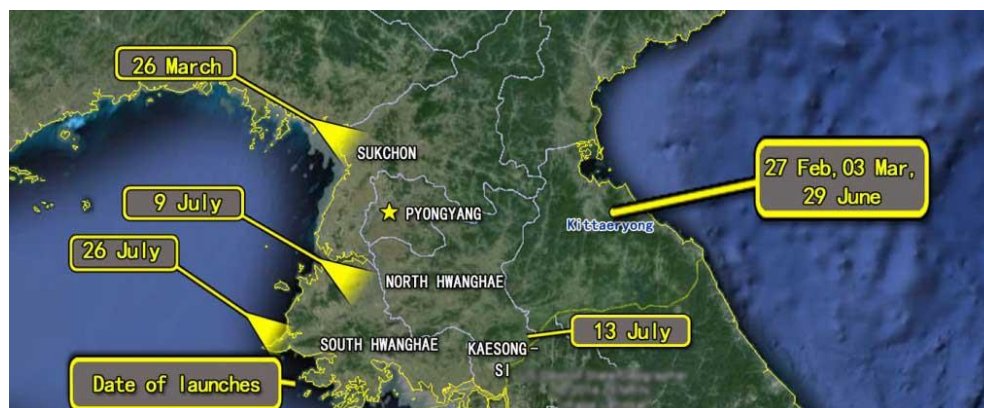 26 March
SUKCHON
27 Feb,03 Mar,
29 June
9 July
PYONGYANG
Kittaeryong
26 July
NORTH HWANGHAE
13 July
SOUTH HWANGHAE
KAESONG-
SI
Date of launches